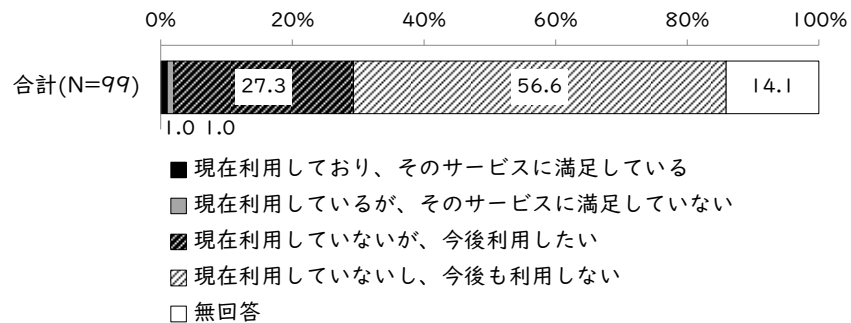 0% 20% 40% 60% 80% 100%
合計(N=99) 27.3 56.6 14.1
1.0 1.0
現在利用しており、そのサービスに満足している
現在利用しているが、そのサービスに満足していない
現在利用していないが、今後利用したい
現在利用していないし、今後も利用しない
無回答